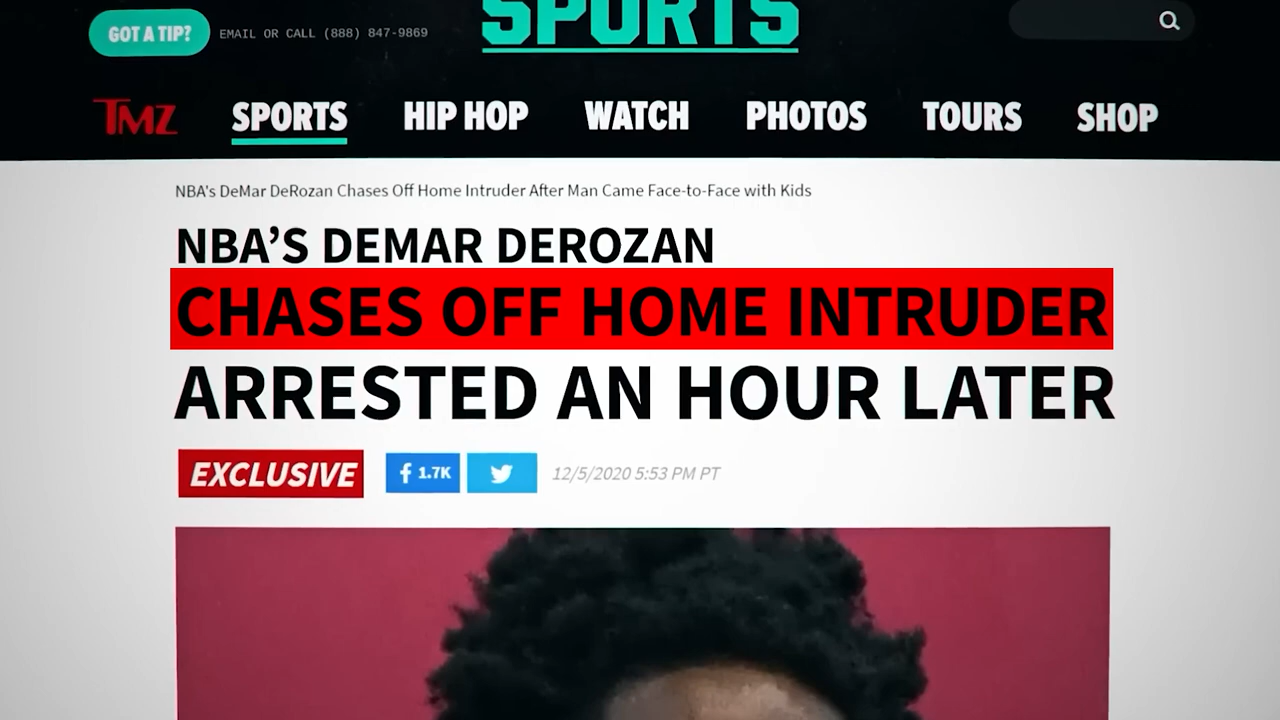 SPORTS
GOT A TIP? EMAIL OR CALL (888) 847-9869
TMZ SPORTS HIP HOP WATCH PHOTOS TOURS SHOP
NBA's DeMar DeRozan Chases Off Home Intruder After Man Came Face-to-Face with Kids
NBA'S DEMAR DEROZAN
CHASES OFF HOME INTRUDER
ARRESTED AN HOUR LATER
EXCLUSIVE f 1.7K 12/5/2020 5:53 PM PT